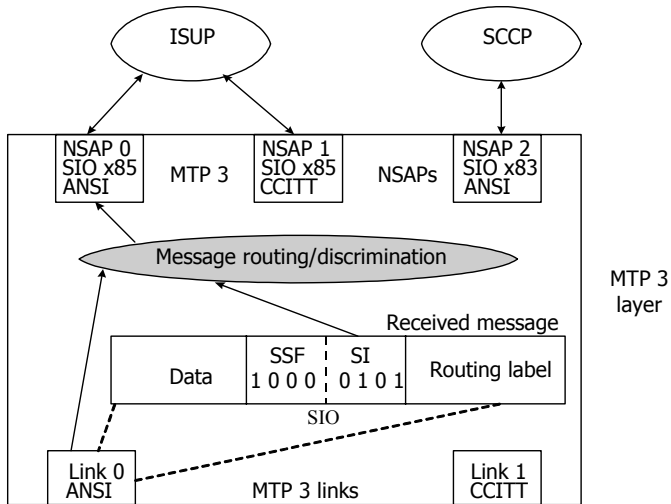 ISUP
SCCP
NSAP 0
SIO x85
ANSI
MTP 3
NSAP 1
SIO x85
CCITT
NSAPs
NSAP 2
SIO x83
ANSI
Message routing/discrimination
MTP 3
layer
Received message
Data
SSF
1 0 0 0
SI
0 1 0 1
Routing label
SIO
Link 0
ANSI
MTP 3 links
Link 1
CCITT